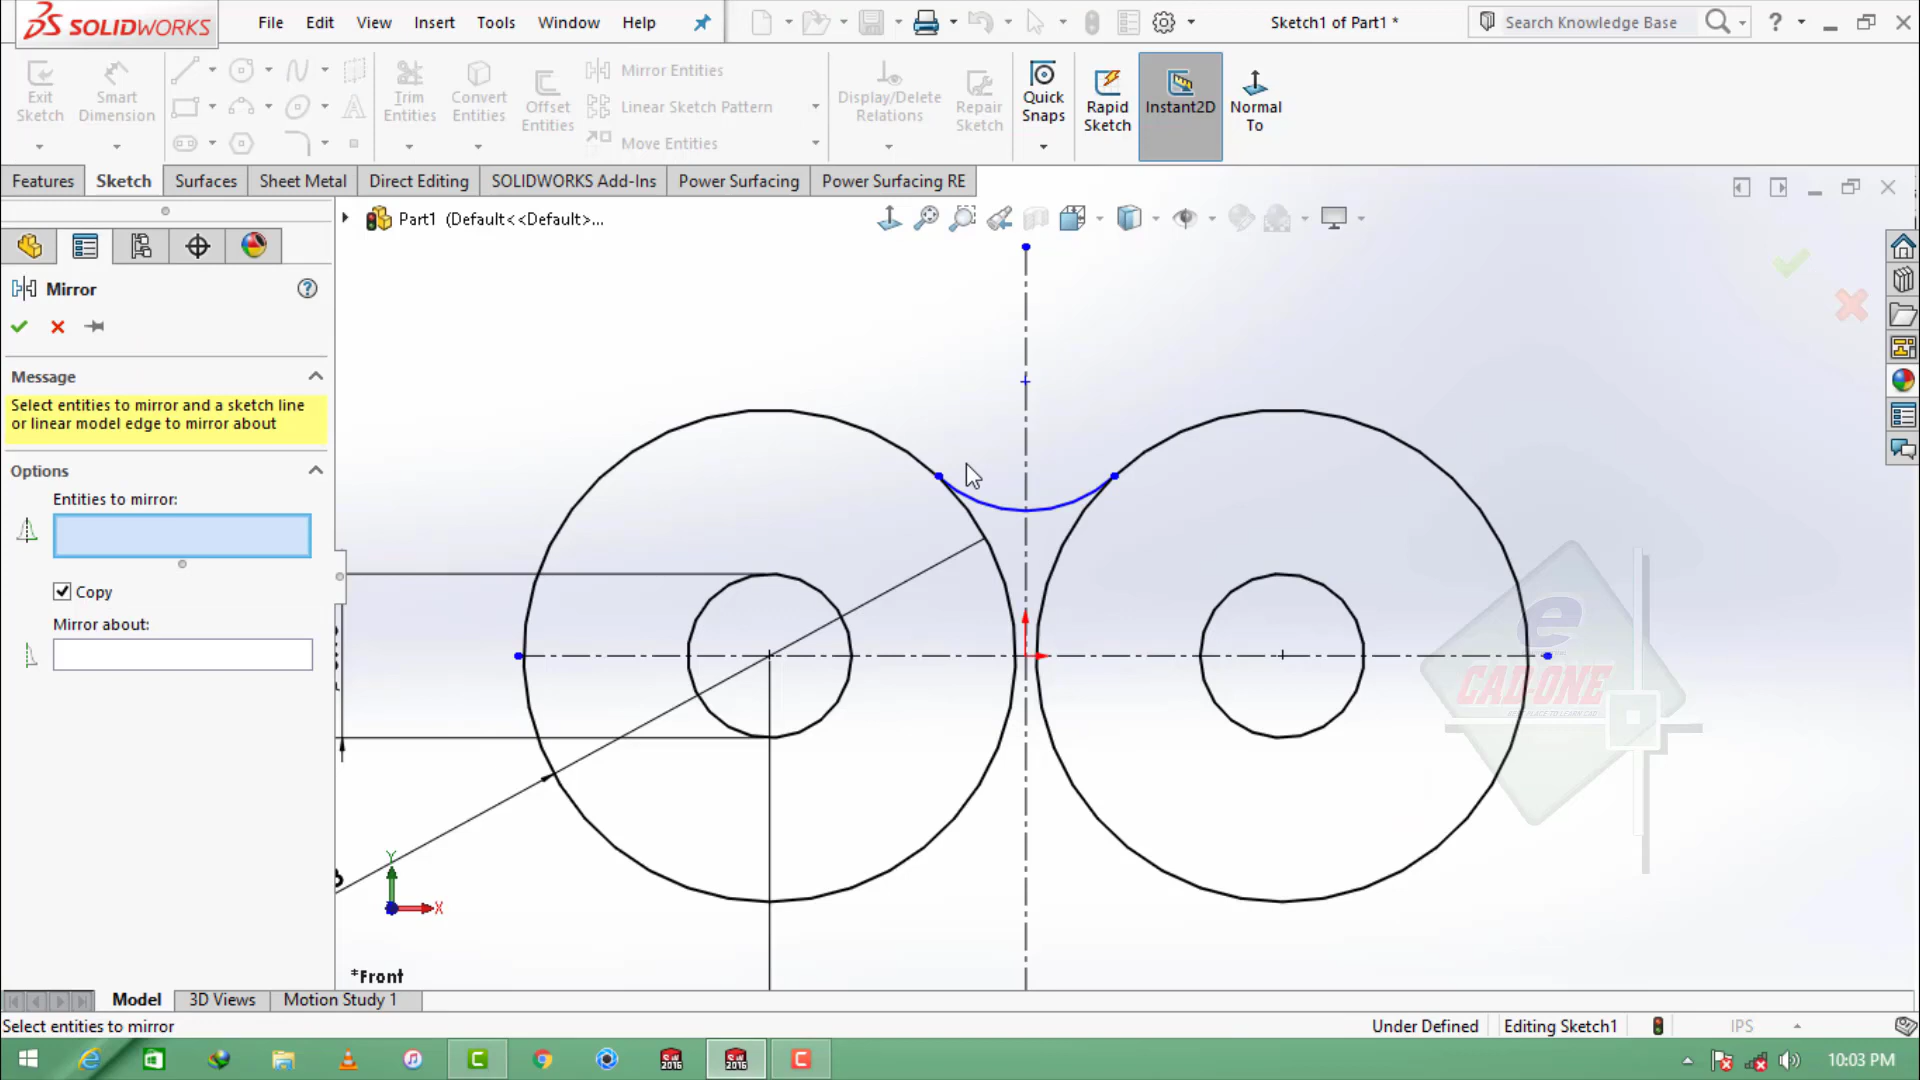 SOLIDWORKS File Edit View Insert Tools Window Help Sketch1 of Part1 * Search Knowledge Base ?
Exit Sketch
Smart Dimension
Trim Entities
Convert Entities
Offset Entities
Mirror Entities
Linear Sketch Pattern
Move Entities
Display/Delete Relations
Repair Sketch
Quick Snaps
Rapid Sketch
Instant2D
Normal To
Features Sketch Surfaces Sheet Metal Direct Editing SOLIDWORKS Add-Ins Power Surfacing Power Surfacing RE
Part1 (Default<<Default>...
Mirror
Message
Select entities to mirror and a sketch line
or linear model edge to mirror about
Options
Entities to mirror:
Copy
Mirror about:
e
CAD-ONE
Y
X
*Front
Model 3D Views Motion Study 1
Select entities to mirror Under Defined Editing Sketch1 IPS
10:03 PM